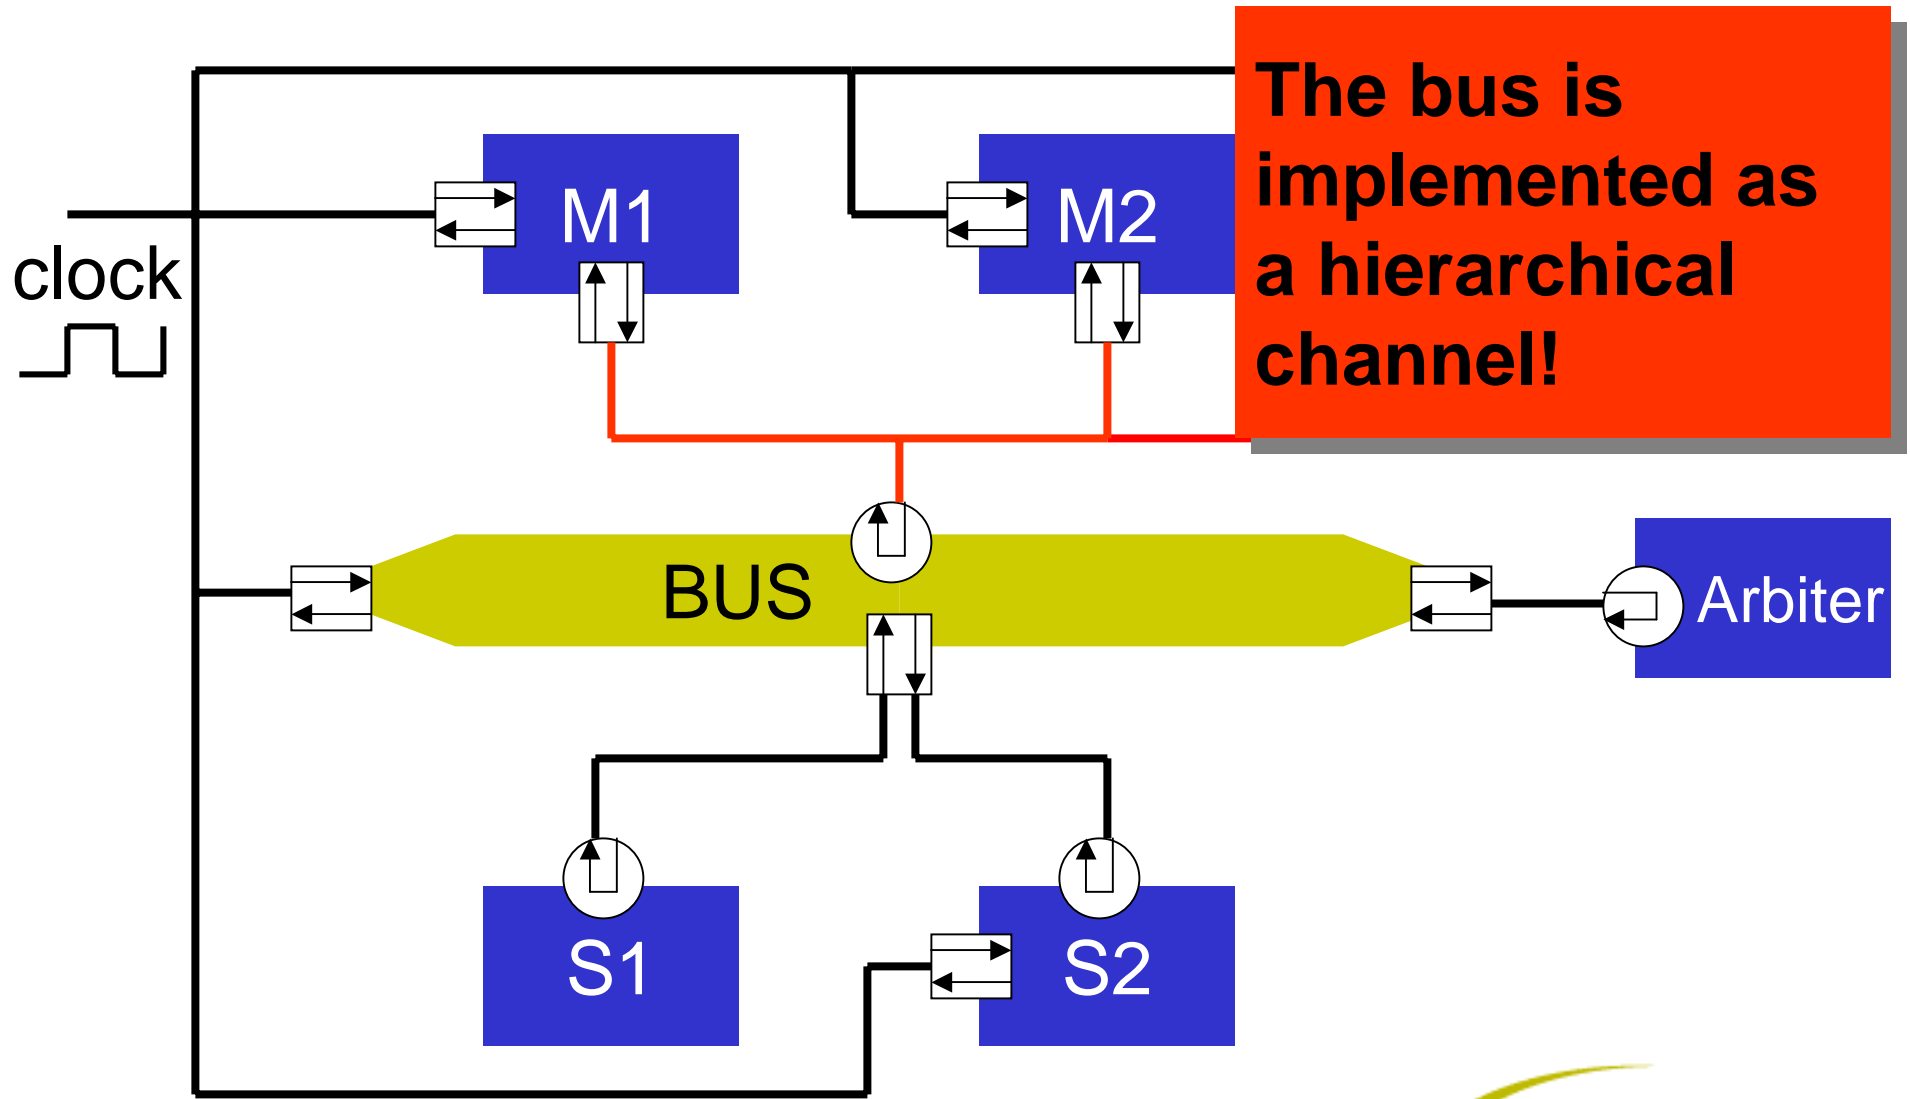 The bus is
implemented as
a hierarchical
channel!
M1
M2
clock
BUS
Arbiter
S1
S2